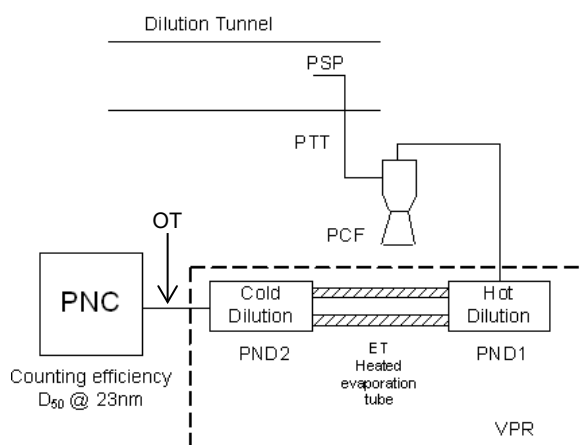 Dilution Tunnel
PSP
PTT
PCF
OT
PNC
Cold
Dilution
Hot
Dilution
PND2
ET
Heated
evaporation
tube
PND1
Counting efficiency
D₅₀ @ 23nm
VPR